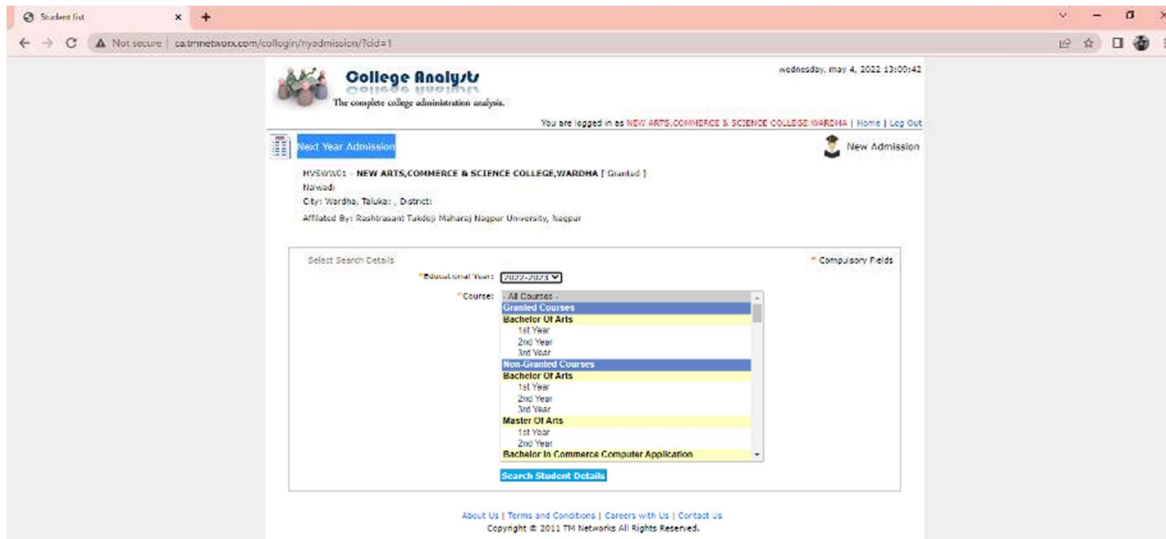 Student list
Not secure | ca.tmnetworx.com/collogin/nyadmission/?cid=1
College Analysts
The complete college administration analysis.
wednesday, may 4, 2022 13:00:42
You are logged in as NEW ARTS,COMMERCE & SCIENCE COLLEGE,WARDHA | Home | Log Out
Next Year Admission
New Admission
MVSWW01 - NEW ARTS,COMMERCE & SCIENCE COLLEGE,WARDHA [ Granted ]
City: Wardha, Taluka: , District:
Affilated By: Rashtrasant Tukdoji Maharaj Nagpur University, Nagpur
Select Search Details
* Compulsory Fields
*Educational Year: 2022-2023
*Course: - All Courses -
Granted Courses
Bachelor Of Arts
1st Year
2nd Year
3rd Year
Non-Granted Courses
Bachelor Of Arts
1st Year
2nd Year
3rd Year
Master Of Arts
1st Year
2nd Year
Bachelor In Commerce Computer Application
Search Student Details
About Us | Terms and Conditions | Careers with Us | Contact Us
Copyright © 2011 TM Networks All Rights Reserved.